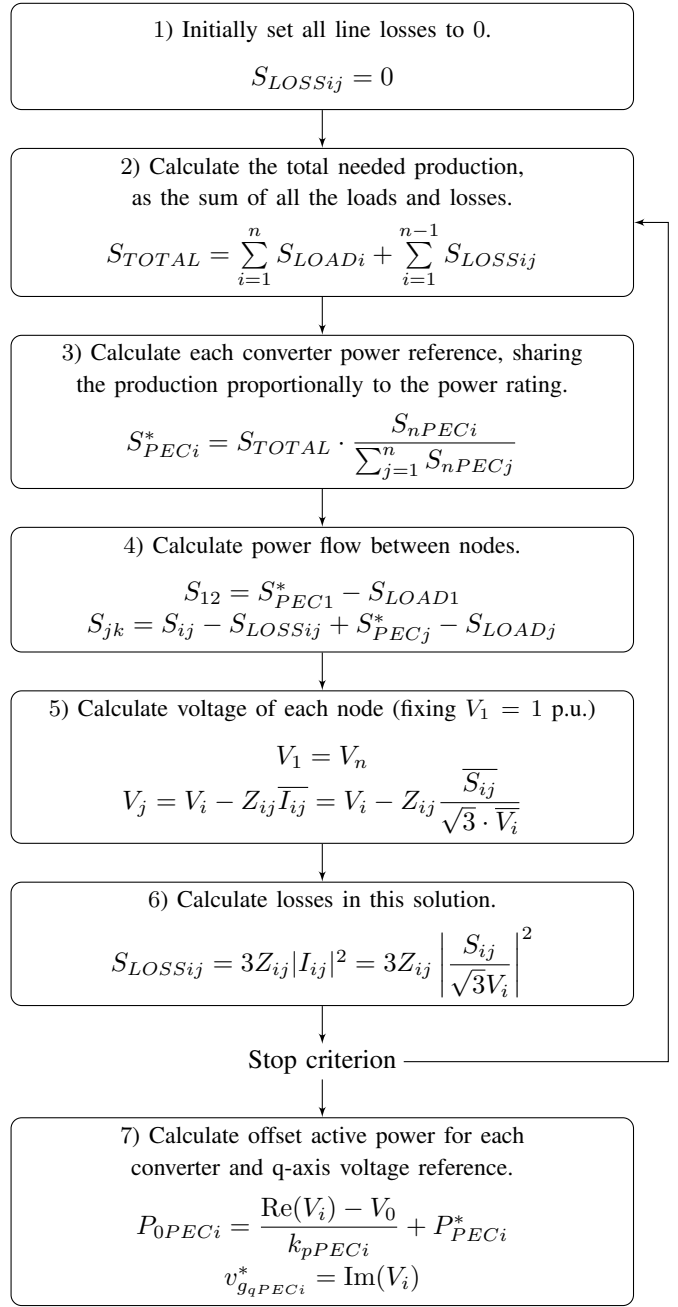 1) Initially set all line losses to 0.
S_{LOSSij} = 0
2) Calculate the total needed production,
as the sum of all the loads and losses.
S_{TOTAL} = \sum_{i=1}^{n} S_{LOADi} + \sum_{i=1}^{n-1} S_{LOSSij}
3) Calculate each converter power reference, sharing
the production proportionally to the power rating.
S^*_{PECi} = S_{TOTAL} \cdot \frac{S_{nPECi}}{\sum_{j=1}^{n} S_{nPECj}}
4) Calculate power flow between nodes.
S_{12} = S^*_{PEC1} - S_{LOAD1}
S_{jk} = S_{ij} - S_{LOSSij} + S^*_{PECj} - S_{LOADj}
5) Calculate voltage of each node (fixing V_1 = 1 p.u.)
V_1 = V_n
V_j = V_i - Z_{ij} \overline{I_{ij}} = V_i - Z_{ij} \frac{\overline{S_{ij}}}{\sqrt{3} \cdot \overline{V_i}}
6) Calculate losses in this solution.
S_{LOSSij} = 3Z_{ij} |I_{ij}|^2 = 3Z_{ij} \left| \frac{S_{ij}}{\sqrt{3} V_i} \right|^2
Stop criterion
7) Calculate offset active power for each
converter and q-axis voltage reference.
P_{0PECi} = \frac{Re(V_i) - V_0}{k_{pPECi}} + P^*_{PECi}
v^*_{g_{qPECi}} = Im(V_i)